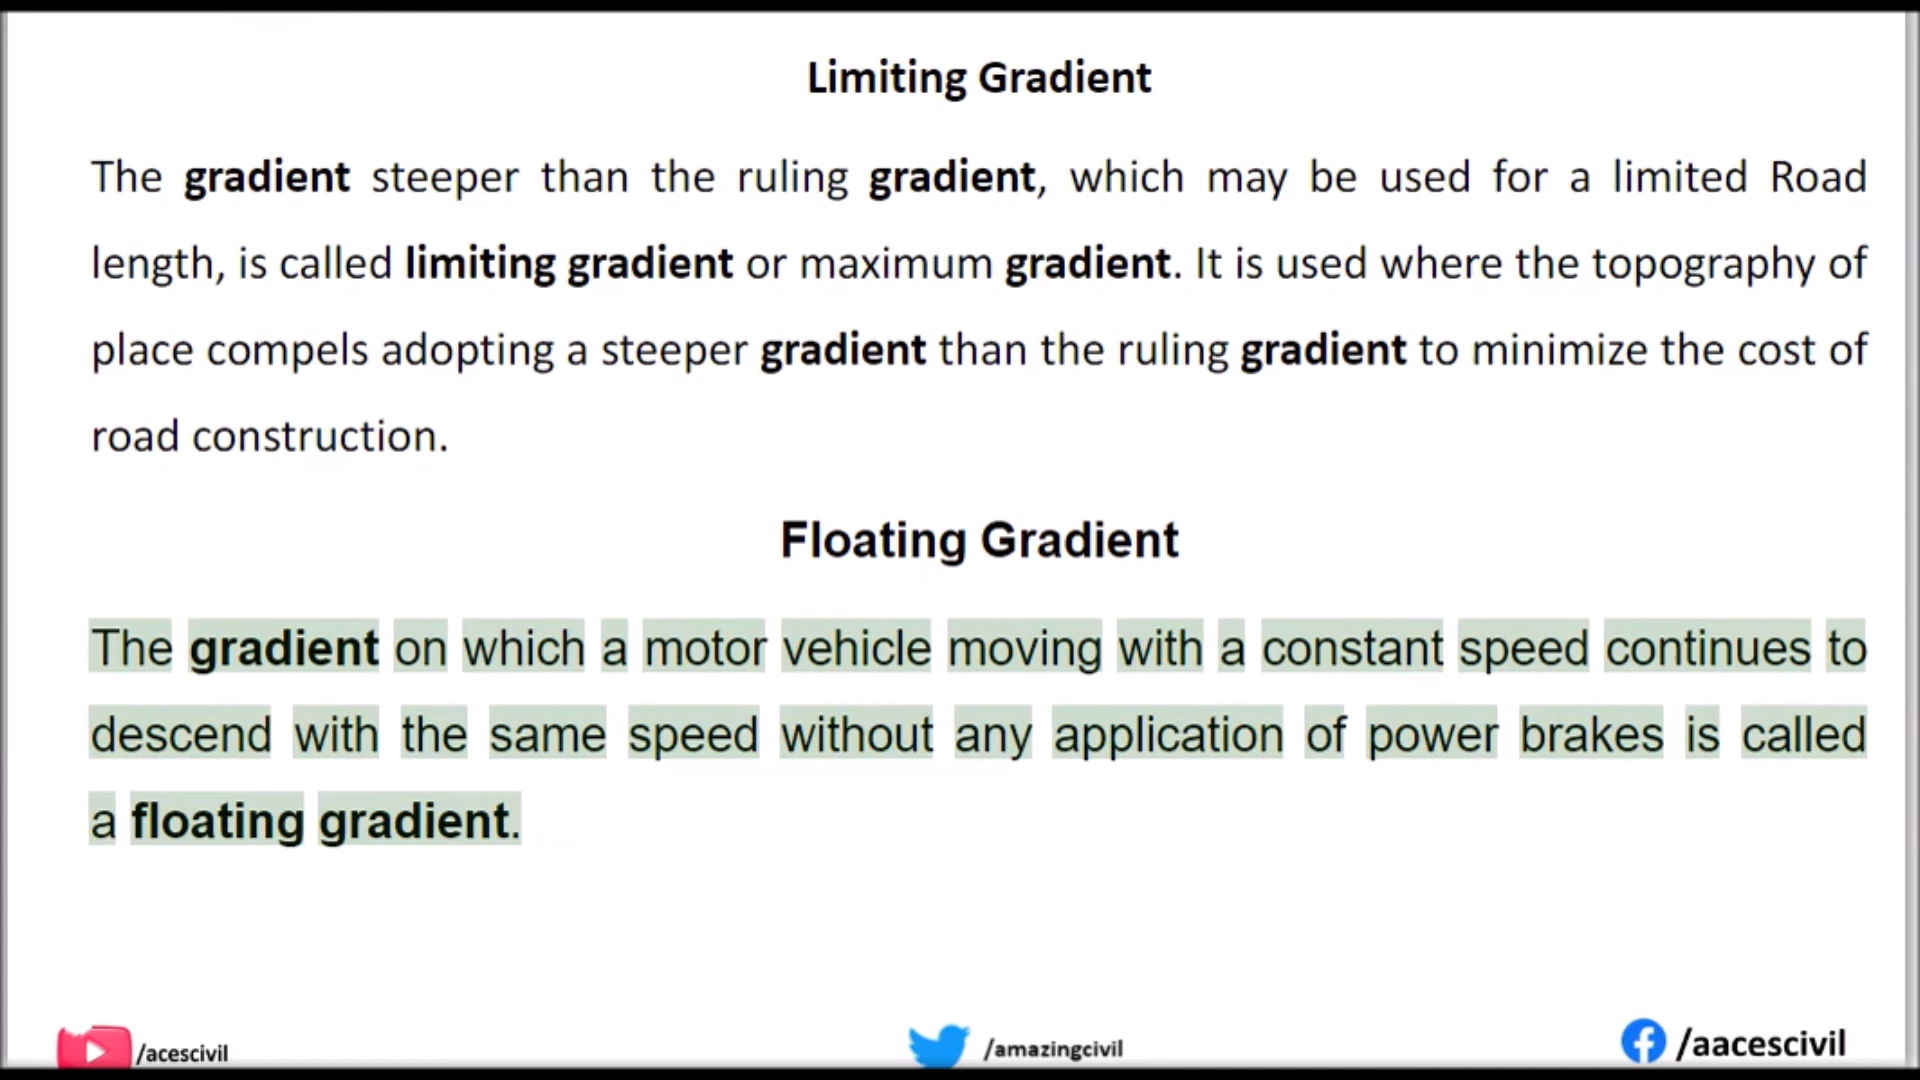 Limiting Gradient
The gradient steeper than the ruling gradient, which may be used for a limited Road
length, is called limiting gradient or maximum gradient. It is used where the topography of
place compels adopting a steeper gradient than the ruling gradient to minimize the cost of
road construction.
Floating Gradient
The gradient on which a motor vehicle moving with a constant speed continues to
descend with the same speed without any application of power brakes is called
a floating gradient.
/acescivil
/amazingcivil
/aacescivil